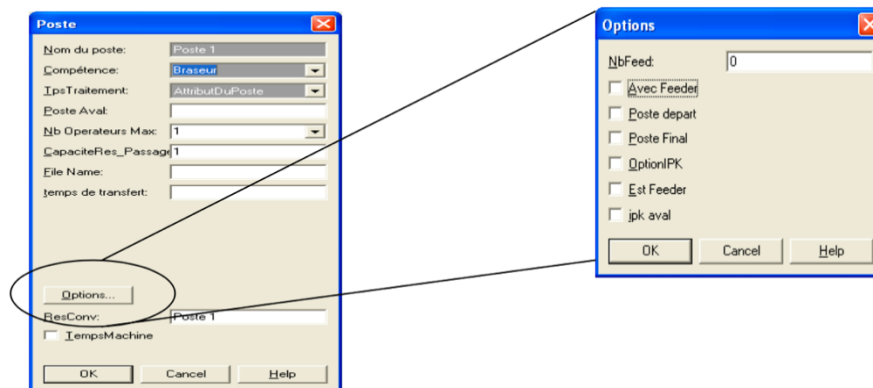 Poste
Nom du poste: Poste 1
Compétence: Braseur
TpsTraitement: AttributDuPoste
Poste Aval:
Nb Operateurs Max: 1
CapaciteRes_Passage 1
File Name:
temps de transfert:
Options...
ResConv: Poste 1
TempsMachine
OK Cancel Help
Options
NbFeed: 0
Avec Feeder
Poste depart
Poste Final
OptionIPK
Est Feeder
ipk aval
OK Cancel Help